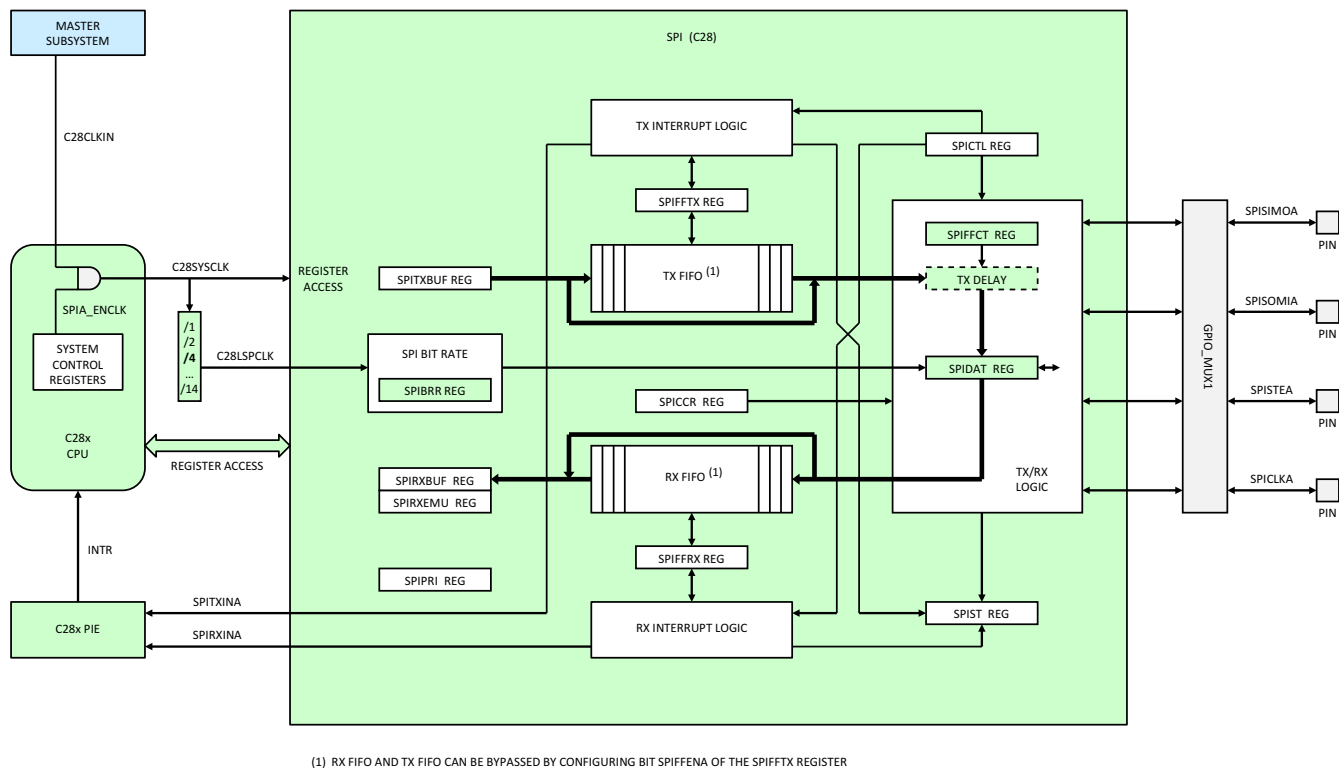 MASTER
SUBSYSTEM
SPI (C28)
C28CLKIN
TX INTERRUPT LOGIC
SPICTL REG
SPIFFTX REG
SPIFFCT REG
SPISIMOA
PIN
C28SYSCLK
REGISTER
ACCESS
SPITXBUF REG
TX FIFO (1)
TX DELAY
SPIA_ENCLK
SYSTEM
CONTROL
REGISTERS
/1
/2
/4
...
/14
C28LSPCLK
SPI BIT RATE
SPIBRR REG
SPIDAT REG
SPISOMIA
PIN
GPIO_MUX1
SPICCR REG
SPISTEA
PIN
C28x
CPU
REGISTER ACCESS
SPIRXBUF REG
SPIRXEMU REG
RX FIFO (1)
TX/RX
LOGIC
SPICLKA
PIN
INTR
SPIFFRX REG
SPIPRI REG
C28x PIE
SPITXINA
SPIRXINA
RX INTERRUPT LOGIC
SPIST REG
(1) RX FIFO AND TX FIFO CAN BE BYPASSED BY CONFIGURING BIT SPIFFENA OF THE SPIFFTX REGISTER